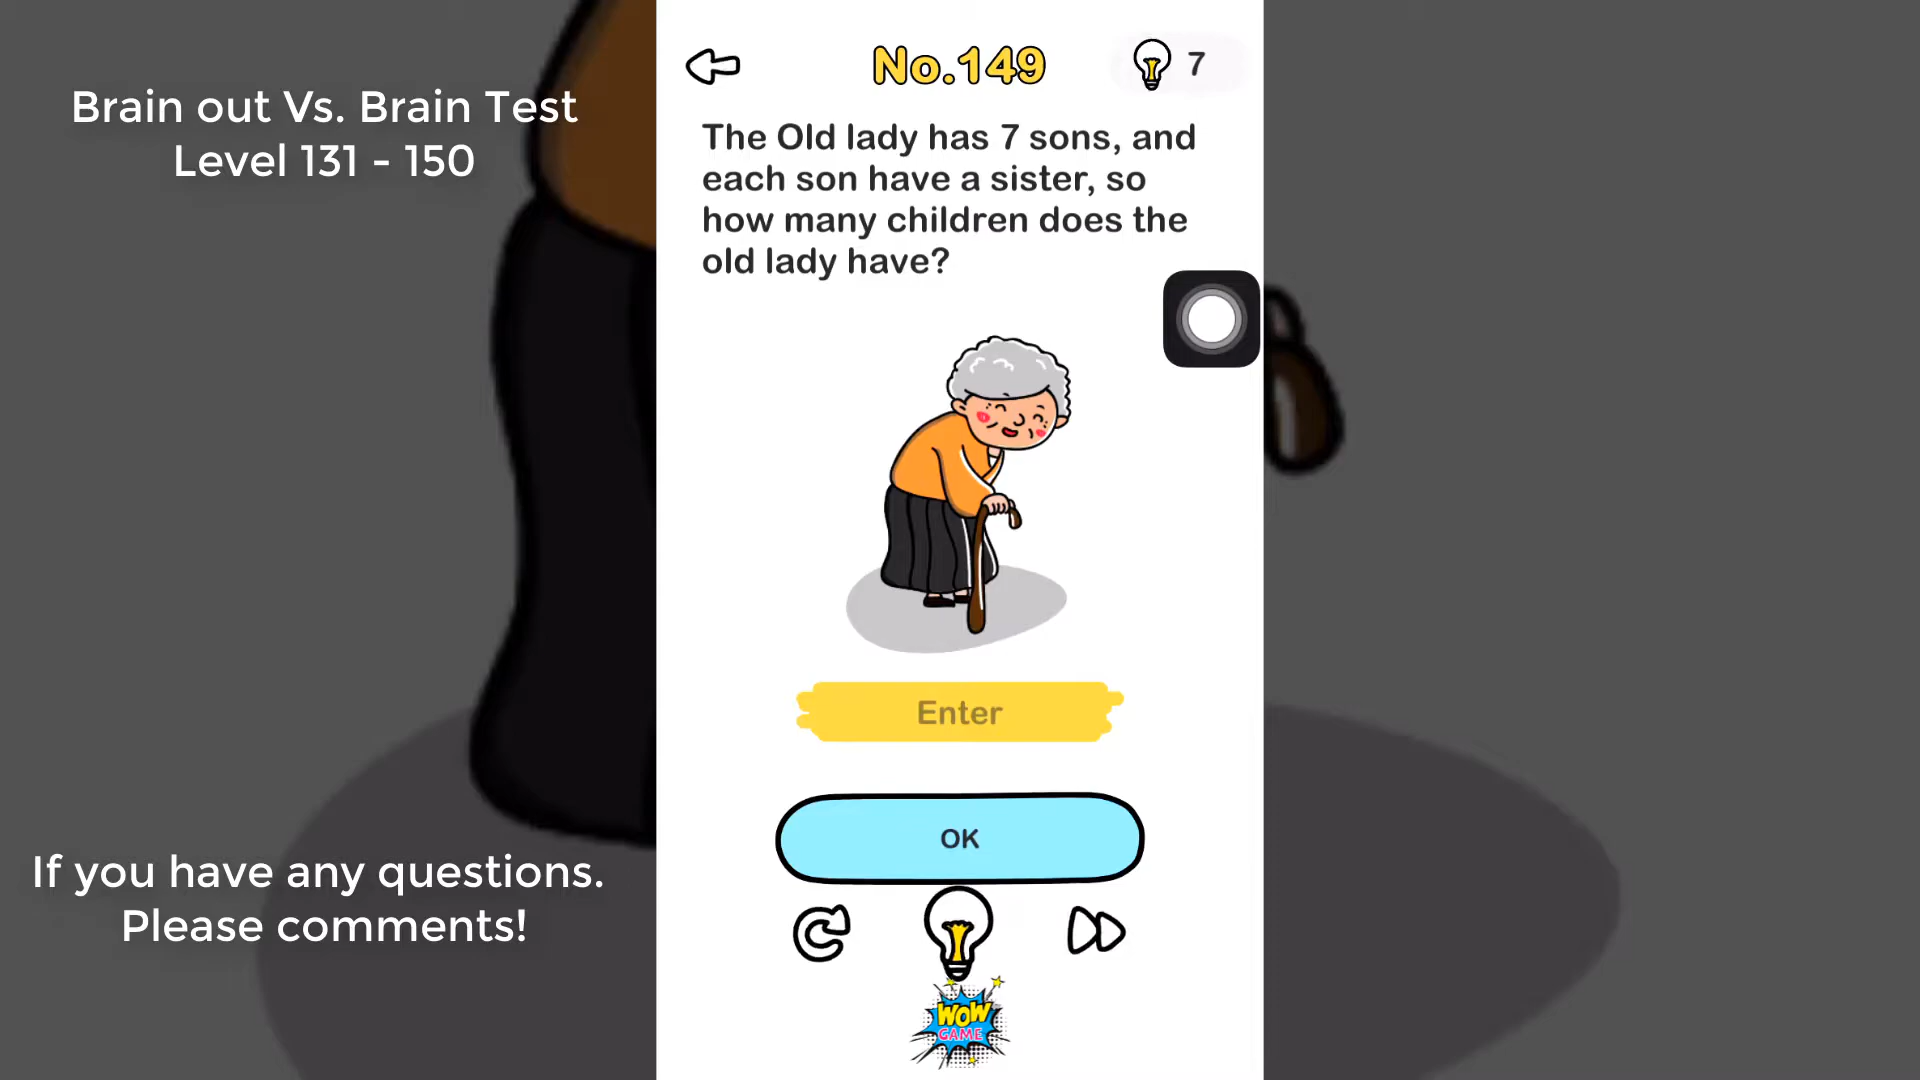 Brain out Vs. Brain Test
Level 131 - 150
No.149
7
The Old lady has 7 sons, and
each son have a sister, so
how many children does the
old lady have?
Enter
OK
If you have any questions.
Please comments!
WOW
GAME